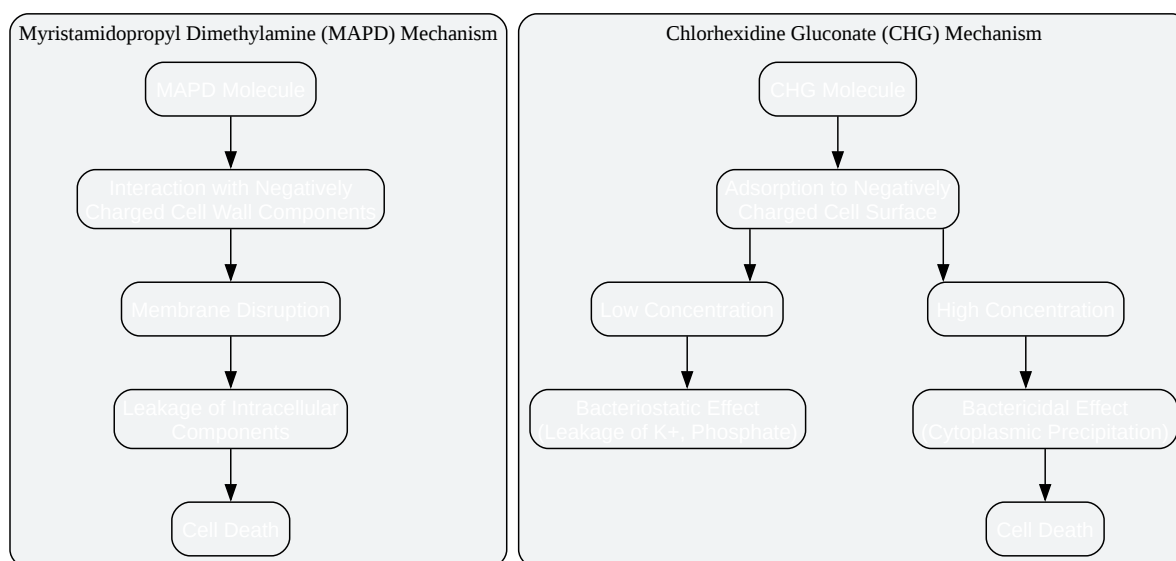 Myristamidopropyl Dimethylamine (MAPD) Mechanism
MAPD Molecule
Interaction with Negatively
Charged Cell Wall Components
Membrane Disruption
Leakage of Intracellular
Components
Cell Death
Chlorhexidine Gluconate (CHG) Mechanism
CHG Molecule
Adsorption to Negatively
Charged Cell Surface
Low Concentration
High Concentration
Bacteriostatic Effect
(Leakage of K+, Phosphate)
Bactericidal Effect
(Cytoplasmic Precipitation)
Cell Death